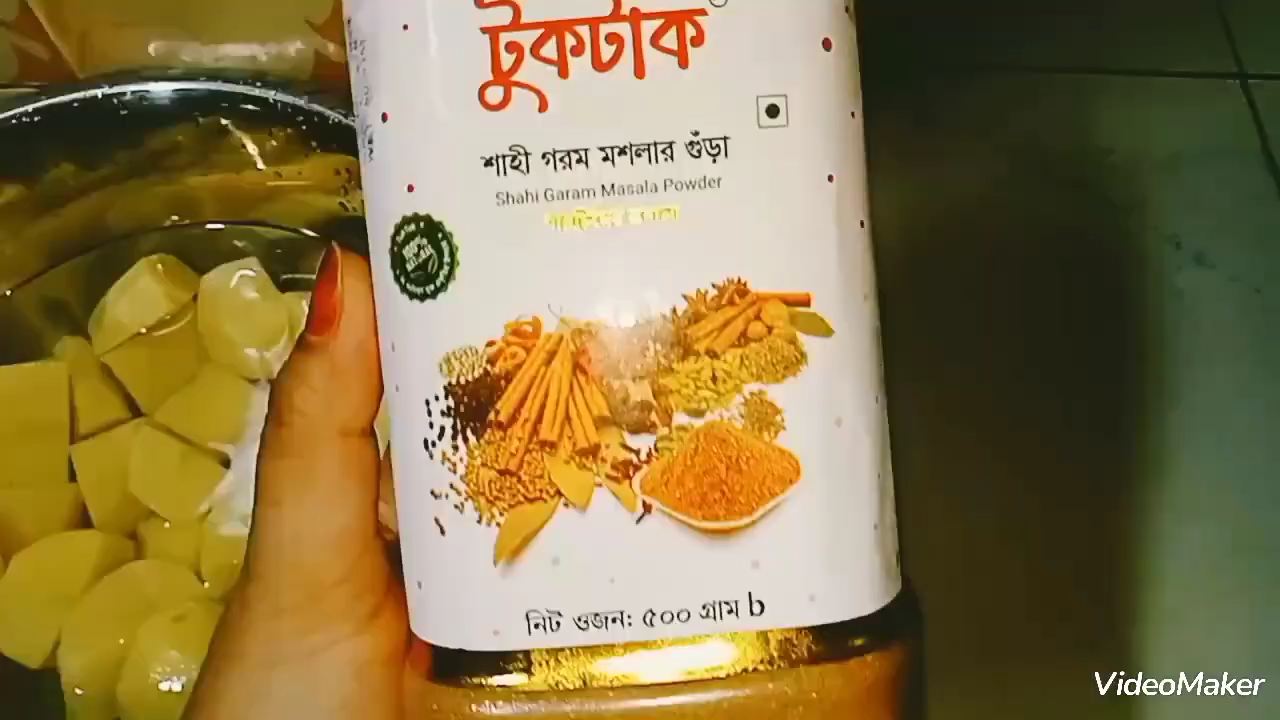 টুকটাক
শাহী গরম মশলার গুঁড়া
Shahi Garam Masala Powder
নিট ওজন: ৫০০ গ্রাম b
VideoMaker